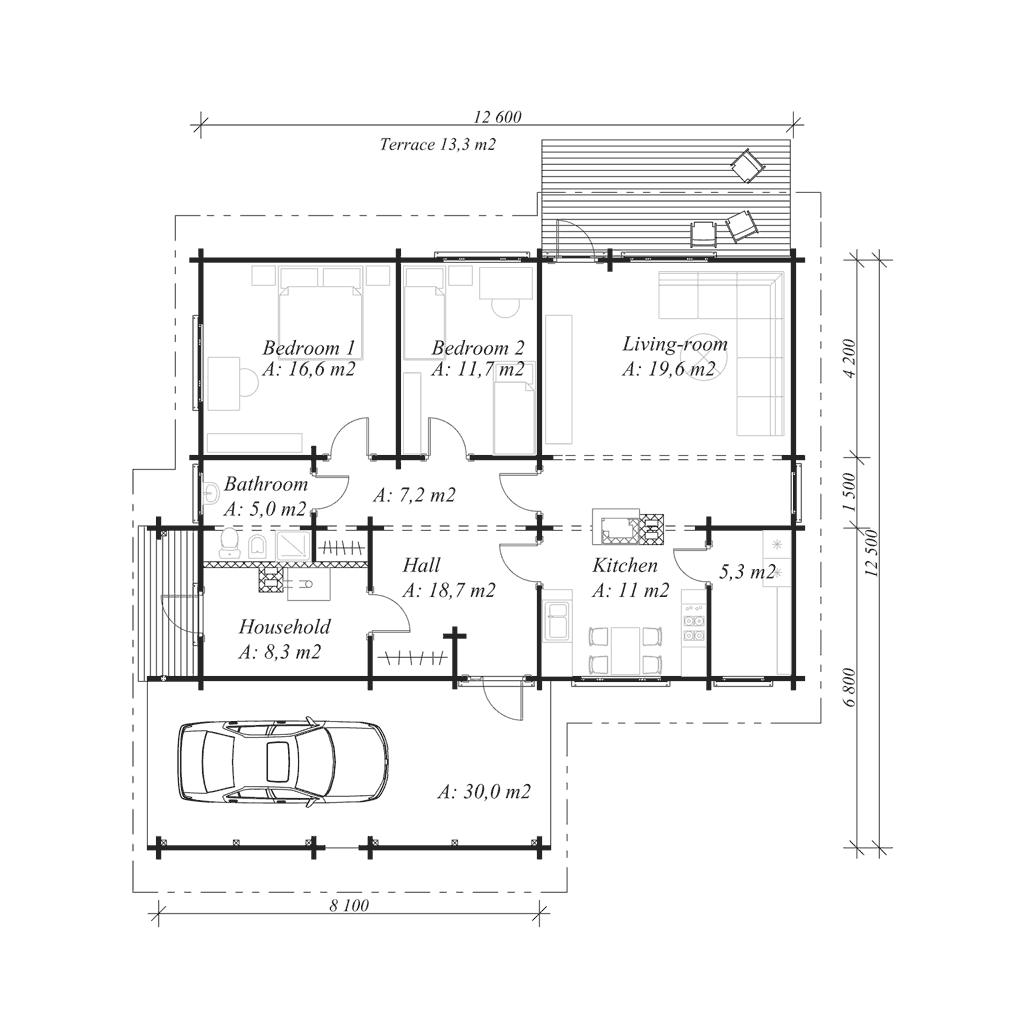 12 600
Terrace 13,3 m2
Bedroom 1
A: 16,6 m2
Bedroom 2
A: 11,7 m2
Living-room
A: 19,6 m2
4 200
Bathroom
A: 5,0 m2
A: 7,2 m2
1 500
12 500
Hall
A: 18,7 m2
Kitchen
A: 11 m2
5,3 m2
Household
A: 8,3 m2
6 800
A: 30,0 m2
8 100